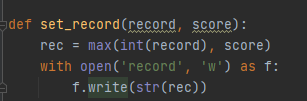 def set_record(record, score):
    rec = max(int(record), score)
    with open('record', 'w') as f:
        f.write(str(rec))